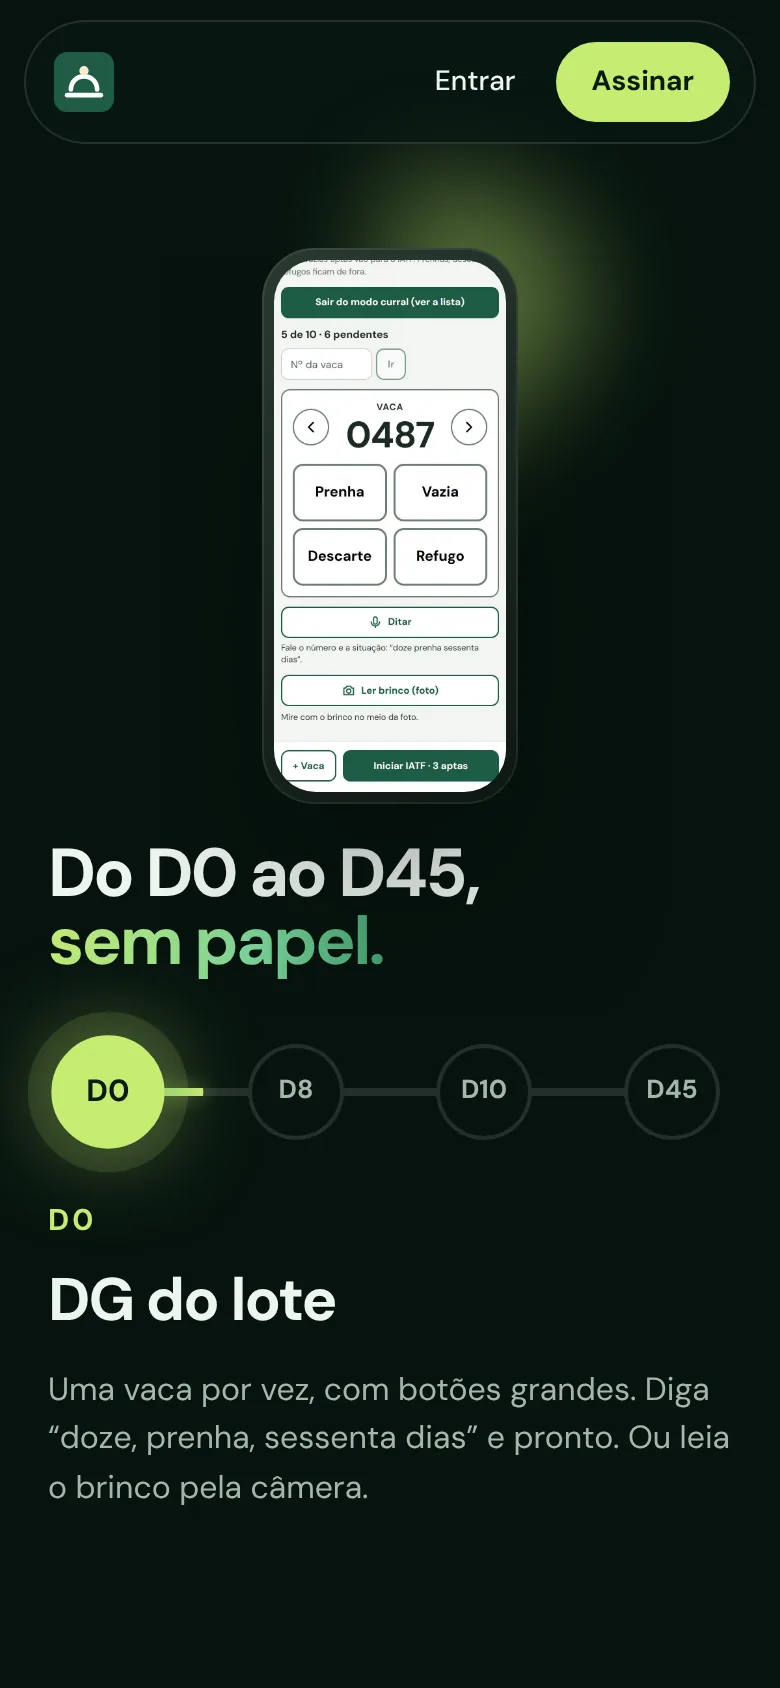 Entrar
Assinar
refugos ficam de fora.
Sair do modo curral (ver a lista)
5 de 10 · 6 pendentes
Nº da vaca
Ir
VACA
0487
Prenha
Vazia
Descarte
Refugo
Ditar
Fale o número e a situação: “doze prenha sessenta
dias”.
Ler brinco (foto)
Mire com o brinco no meio da foto.
+ Vaca
Iniciar IATF · 3 aptas
Do D0 ao D45,
sem papel.
D0
D8
D10
D45
D0
DG do lote
Uma vaca por vez, com botões grandes. Diga
“doze, prenha, sessenta dias” e pronto. Ou leia
o brinco pela câmera.